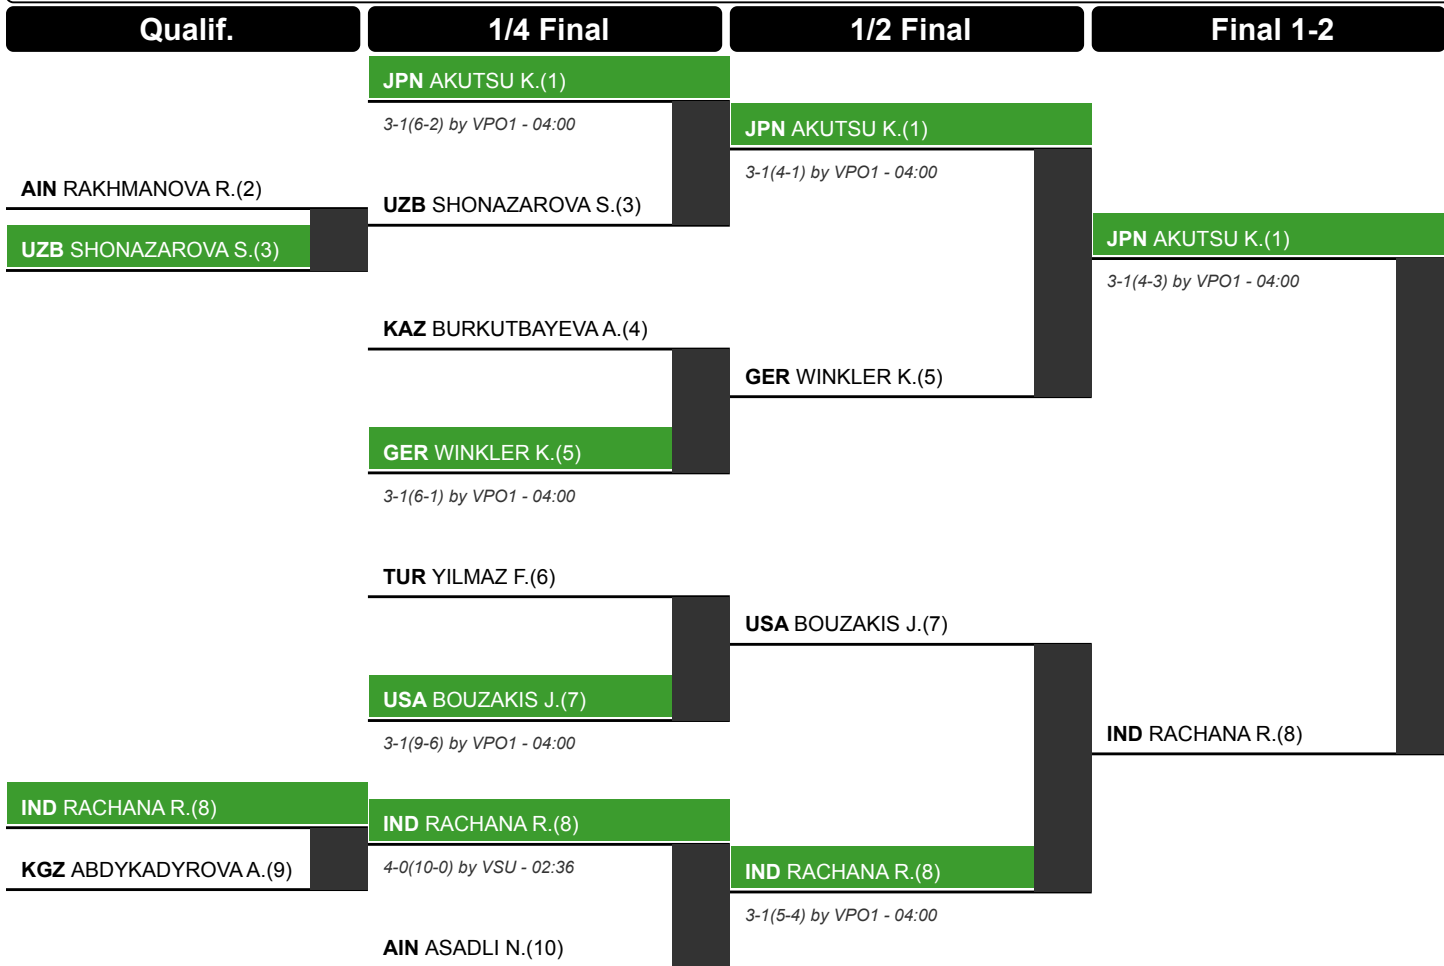 Qualif.
1/4 Final
1/2 Final
Final 1-2
JPN AKUTSU K.(1)
3-1(6-2) by VPO1 - 04:00
JPN AKUTSU K.(1)
3-1(4-1) by VPO1 - 04:00
AIN RAKHMANOVA R.(2)
UZB SHONAZAROVA S.(3)
UZB SHONAZAROVA S.(3)
JPN AKUTSU K.(1)
3-1(4-3) by VPO1 - 04:00
KAZ BURKUTBAYEVA A.(4)
GER WINKLER K.(5)
GER WINKLER K.(5)
3-1(6-1) by VPO1 - 04:00
TUR YILMAZ F.(6)
USA BOUZAKIS J.(7)
USA BOUZAKIS J.(7)
3-1(9-6) by VPO1 - 04:00
IND RACHANA R.(8)
IND RACHANA R.(8)
KGZ ABDYKADYROVA A.(9)
IND RACHANA R.(8)
4-0(10-0) by VSU - 02:36
IND RACHANA R.(8)
3-1(5-4) by VPO1 - 04:00
AIN ASADLI N.(10)